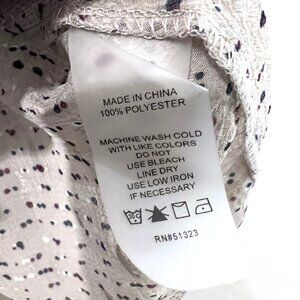 MADE IN CHINA
100% POLYESTER
MACHINE WASH COLD
WITH LIKE COLORS
DO NOT
USE BLEACH
LINE DRY
USE LOW IRON
IF NECESSARY
RN#51323